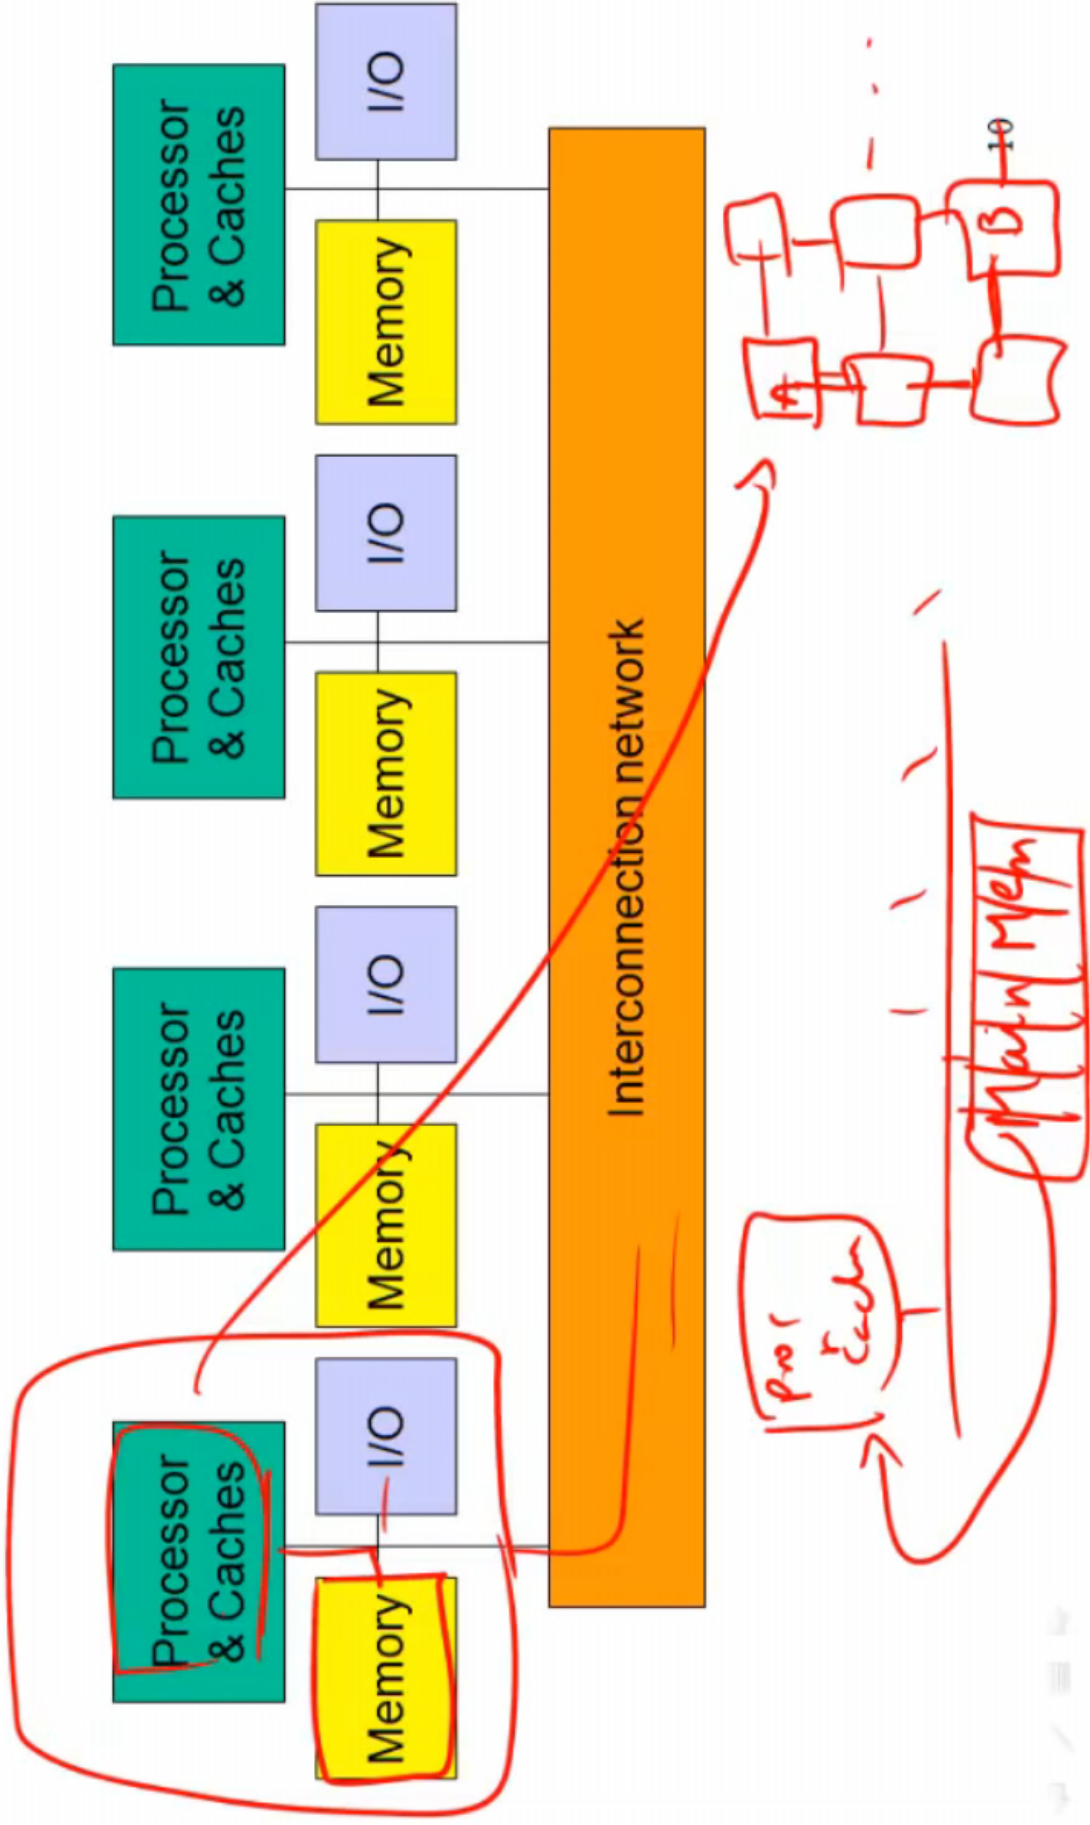 Processor
& Caches
Processor
& Caches
Processor
& Caches
Processor
& Caches
Memory
I/O
Memory
I/O
Memory
I/O
Memory
I/O
Interconnection network
A
Main Mem
B
10